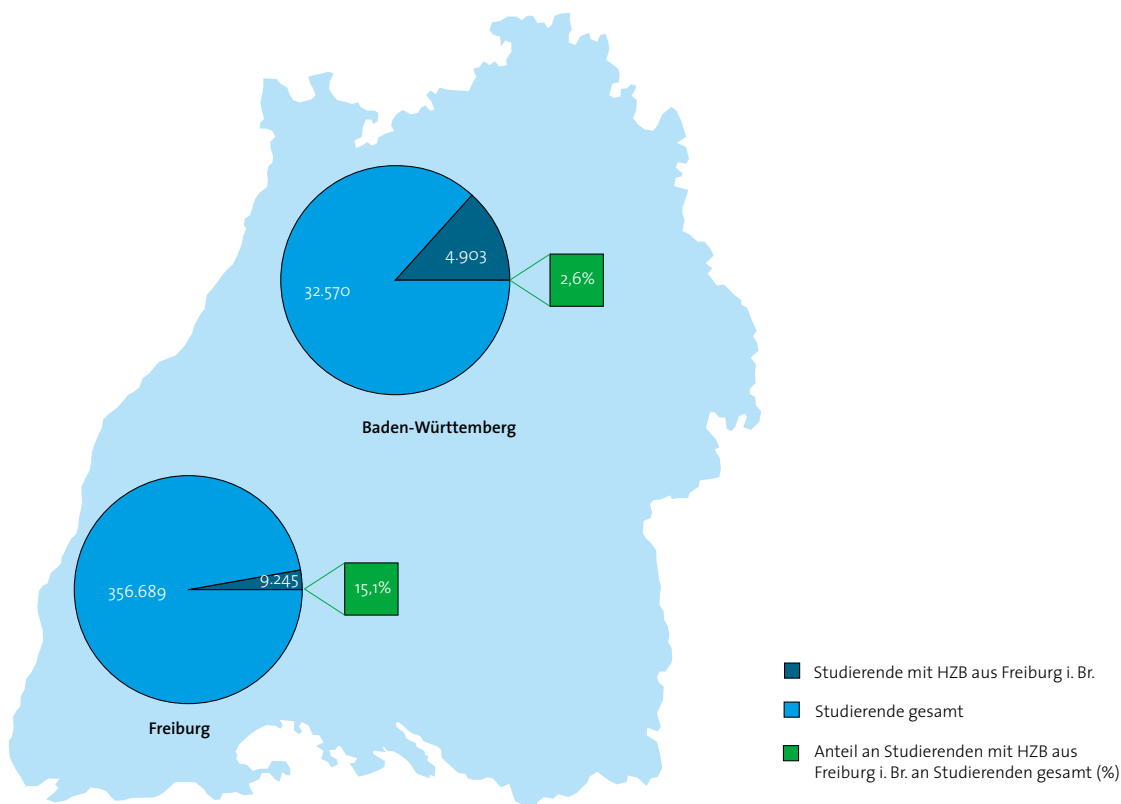 4.903
32.570
2,6%
Baden-Württemberg
356.689
9.245
15,1%
Freiburg
Studierende mit HZB aus Freiburg i. Br.
Studierende gesamt
Anteil an Studierenden mit HZB aus
Freiburg i. Br. an Studierenden gesamt (%)